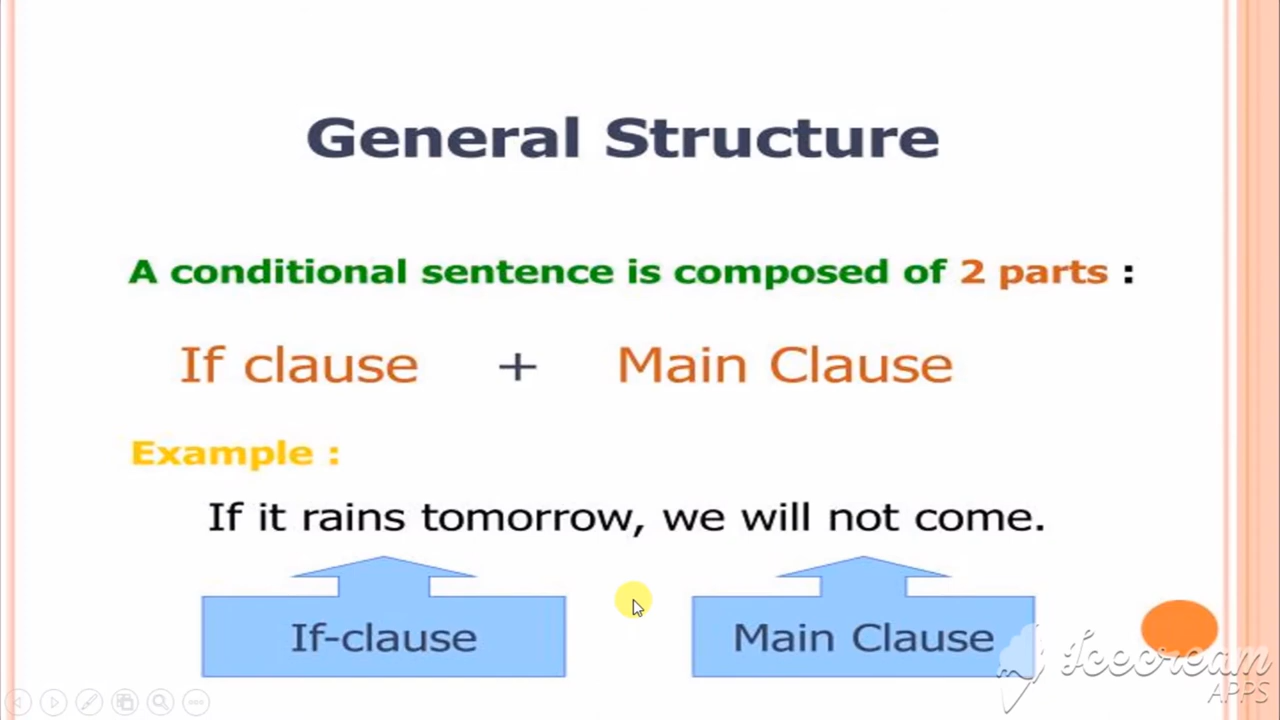 General Structure
A conditional sentence is composed of 2 parts :
If clause + Main Clause
Example :
If it rains tomorrow, we will not come.
If-clause
Main Clause
Icecream
APPS